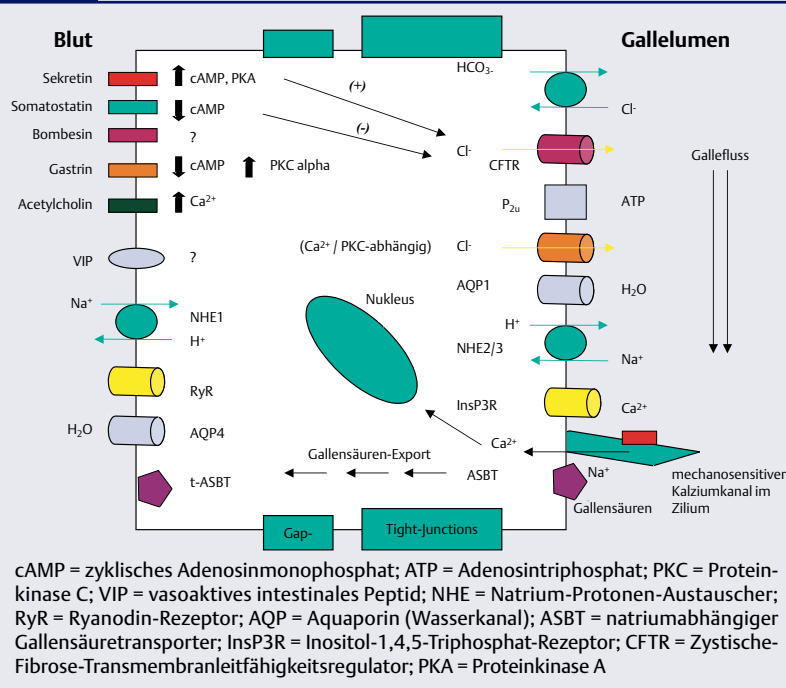 Blut
Gallelumen
Sekretin
cAMP, PKA
(+)
HCO₃-
Cl-
Somatostatin
cAMP
(-)
Bombesin
?
Cl-
CFTR
Gallefluss
Gastrin
cAMP
PKC alpha
Acetylcholin
Ca²⁺
P₂ᵤ
ATP
VIP
?
(Ca²⁺ / PKC-abhängig)
Cl-
AQP1
H₂O
Nukleus
Na⁺
NHE1
H⁺
H⁺
NHE2/3
Na⁺
RyR
InsP3R
Ca²⁺
H₂O
AQP4
Ca²⁺
Gallensäuren-Export
t-ASBT
ASBT
Na⁺
Gallensäuren
mechanosensitiver
Kalziumkanal im
Zilium
Gap-
Tight-Junctions
cAMP = zyklisches Adenosinmonophosphat; ATP = Adenosintriphosphat; PKC = Protein-
kinase C; VIP = vasoaktives intestinales Peptid; NHE = Natrium-Protonen-Austauscher;
RyR = Ryanodin-Rezeptor; AQP = Aquaporin (Wasserkanal); ASBT = natriumabhängiger
Gallensäuretransporter; InsP3R = Inositol-1,4,5-Triphosphat-Rezeptor; CFTR = Zystische-
Fibrose-Transmembranleitfähigkeitsregulator; PKA = Proteinkinase A